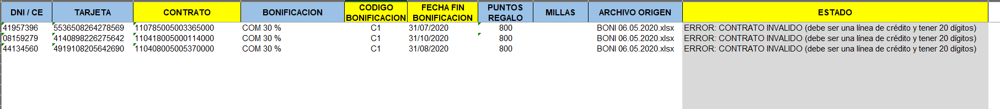 DNI / CE TARJETA CONTRATO BONIFICACION CODIGO BONIFICACION FECHA FIN BONIFICACION PUNTOS REGALO MILLAS ARCHIVO ORIGEN ESTADO
41957396 5536508264278569 110785005003365000 COM 30 % C1 31/07/2020 800 BONI 06.05.2020.xlsx ERROR: CONTRATO INVALIDO (debe ser una línea de crédito y tener 20 dígitos)
08159279 4140898226275642 110418005000114000 COM 30 % C1 31/10/2020 800 BONI 06.05.2020.xlsx ERROR: CONTRATO INVALIDO (debe ser una línea de crédito y tener 20 dígitos)
44134560 4919108205642690 110408005005370000 COM 30 % C1 31/08/2020 800 BONI 06.05.2020.xlsx ERROR: CONTRATO INVALIDO (debe ser una línea de crédito y tener 20 dígitos)